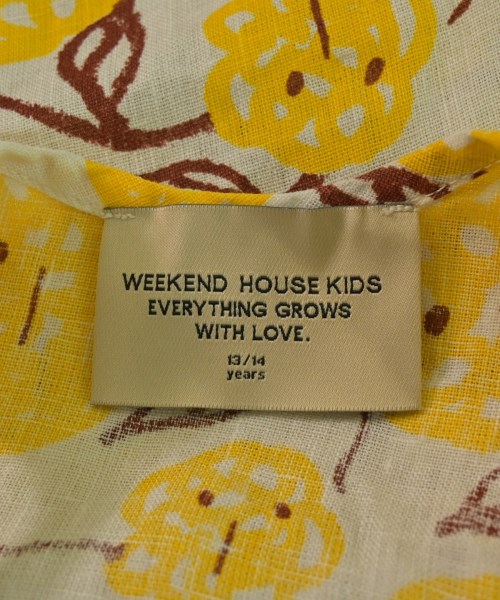 WEEKEND HOUSE KIDS
EVERYTHING GROWS
WITH LOVE.
13/14
years